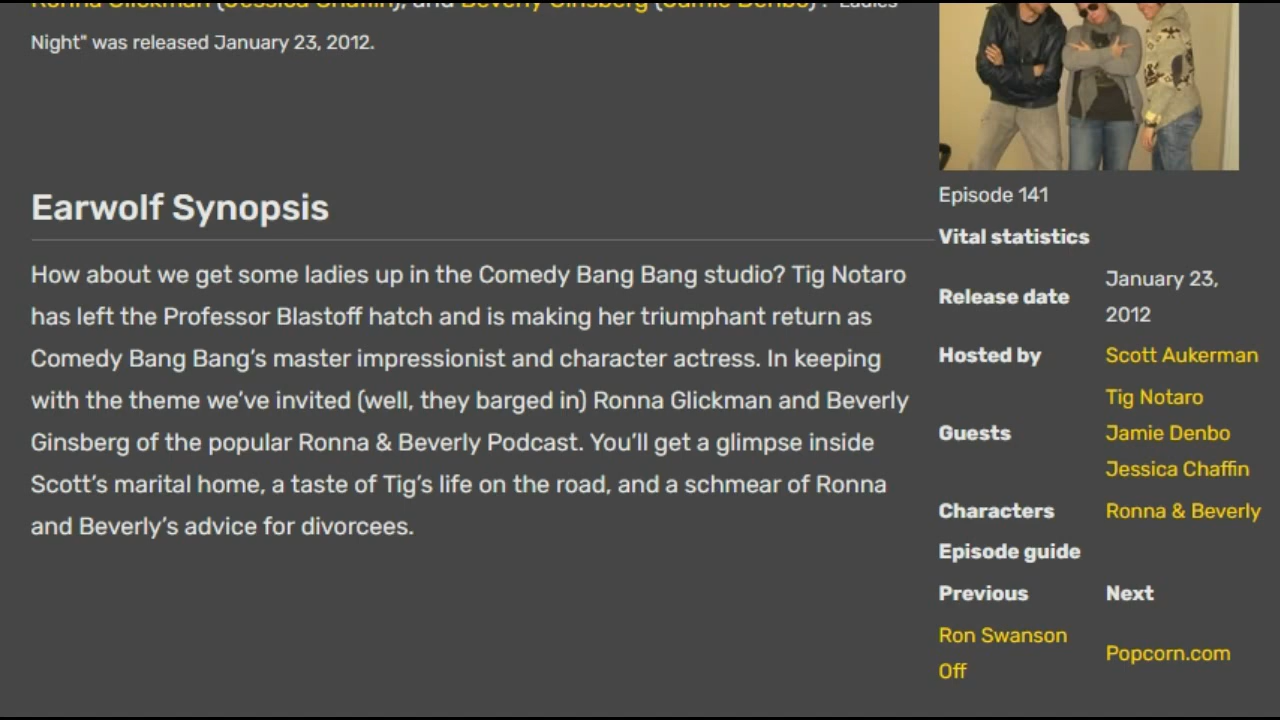 Ronna Glickman (Jessica Chaffin), and Beverly Ginsberg (Jamie Denbo) . "Ladies
Night" was released January 23, 2012.
Earwolf Synopsis
How about we get some ladies up in the Comedy Bang Bang studio? Tig Notaro
has left the Professor Blastoff hatch and is making her triumphant return as
Comedy Bang Bang’s master impressionist and character actress. In keeping
with the theme we’ve invited (well, they barged in) Ronna Glickman and Beverly
Ginsberg of the popular Ronna & Beverly Podcast. You’ll get a glimpse inside
Scott’s marital home, a taste of Tig’s life on the road, and a schmear of Ronna
and Beverly’s advice for divorcees.
Episode 141
Vital statistics
Release date January 23,
2012
Hosted by Scott Aukerman
Guests Tig Notaro
Jamie Denbo
Jessica Chaffin
Characters Ronna & Beverly
Episode guide
Previous Next
Ron Swanson
Off
Popcorn.com